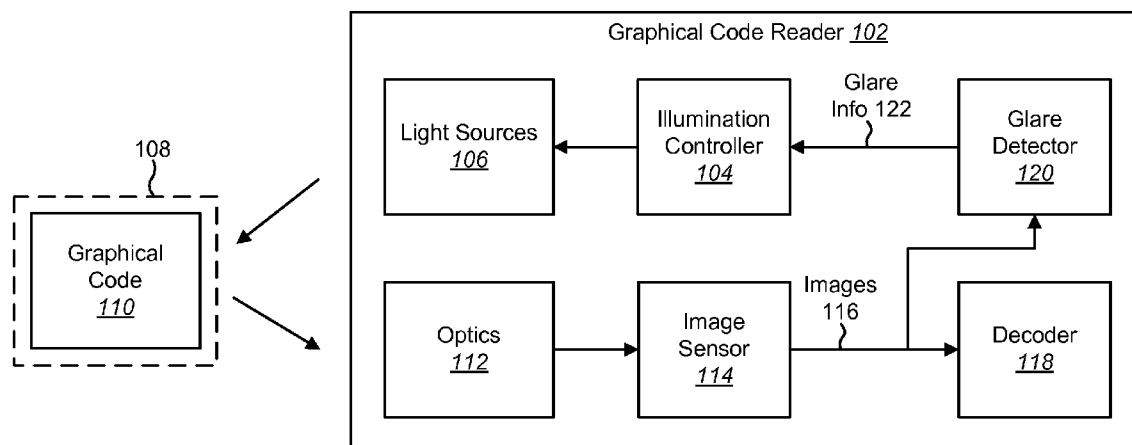 Graphical Code Reader 102
Light Sources
106
Illumination
Controller
104
Glare
Info 122
Glare
Detector
120
108
Graphical
Code
110
Optics
112
Image
Sensor
114
Images
116
Decoder
118